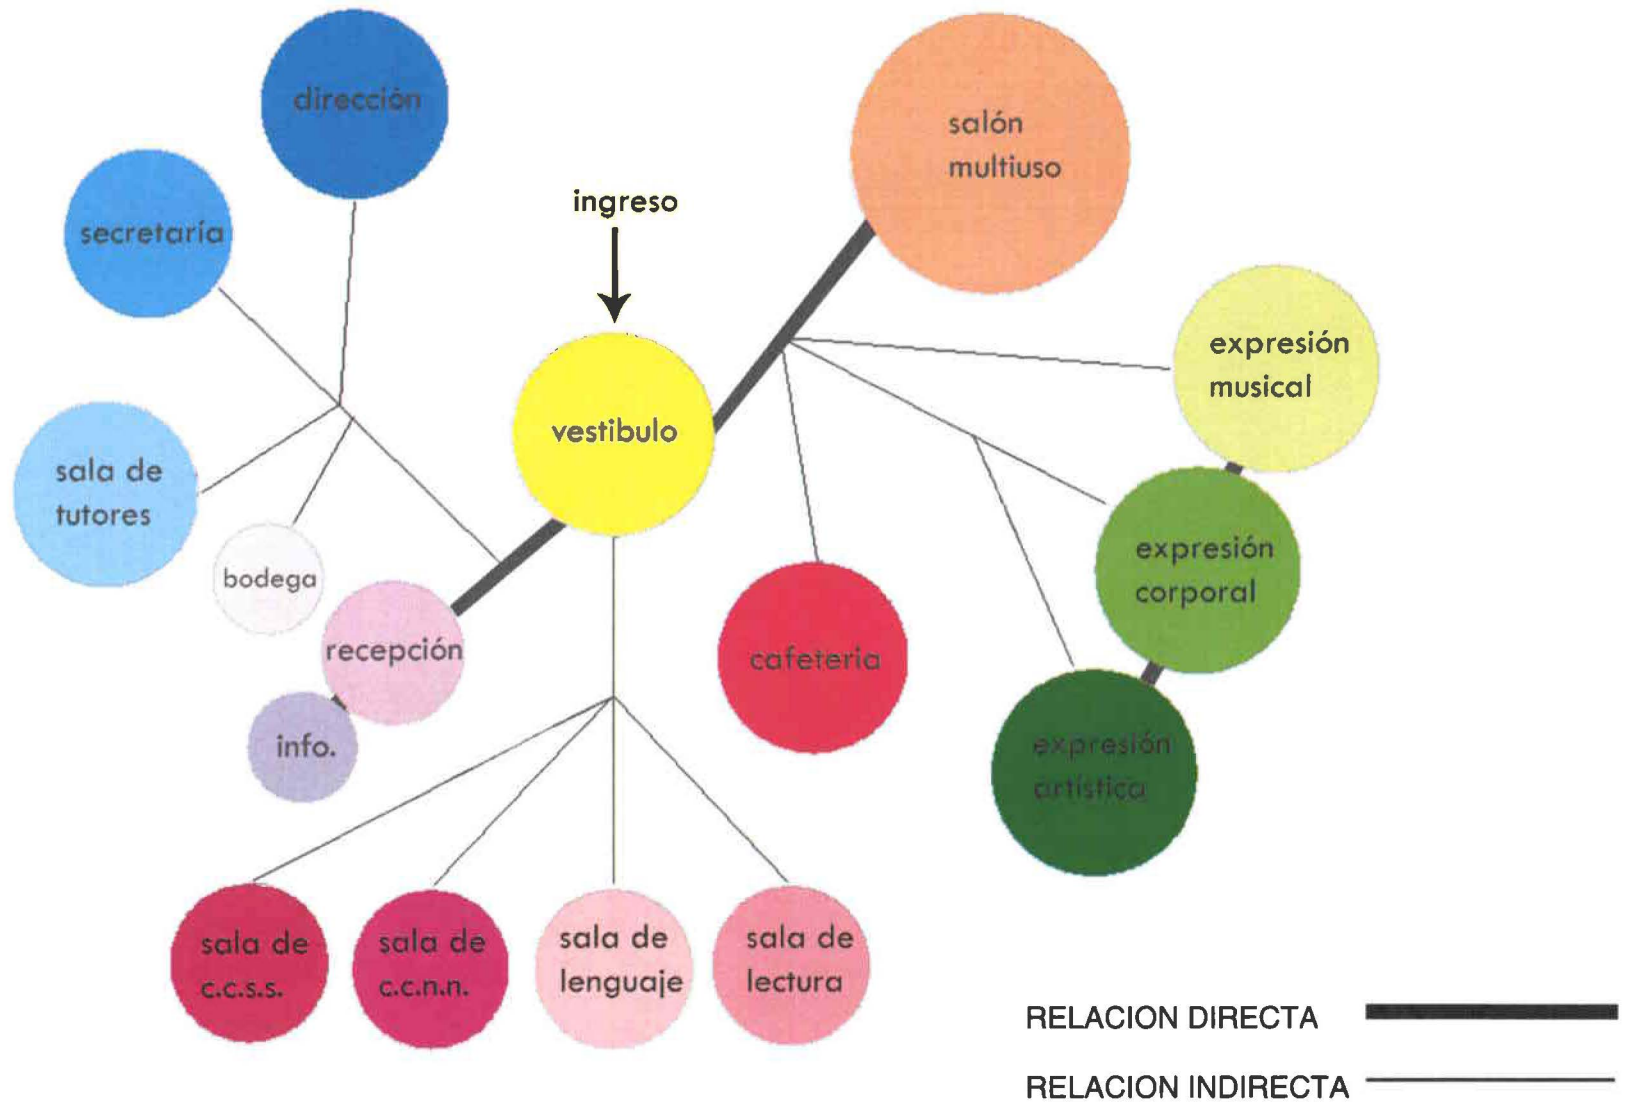 dirección
salón
multiuso
ingreso
secretaría
expresión
musical
vestibulo
sala de
tutores
expresión
corporal
bodega
recepción
cafeteria
info.
expresión
artística
sala de
c.c.s.s.
sala de
c.c.n.n.
sala de
lenguaje
sala de
lectura
RELACION DIRECTA
RELACION INDIRECTA